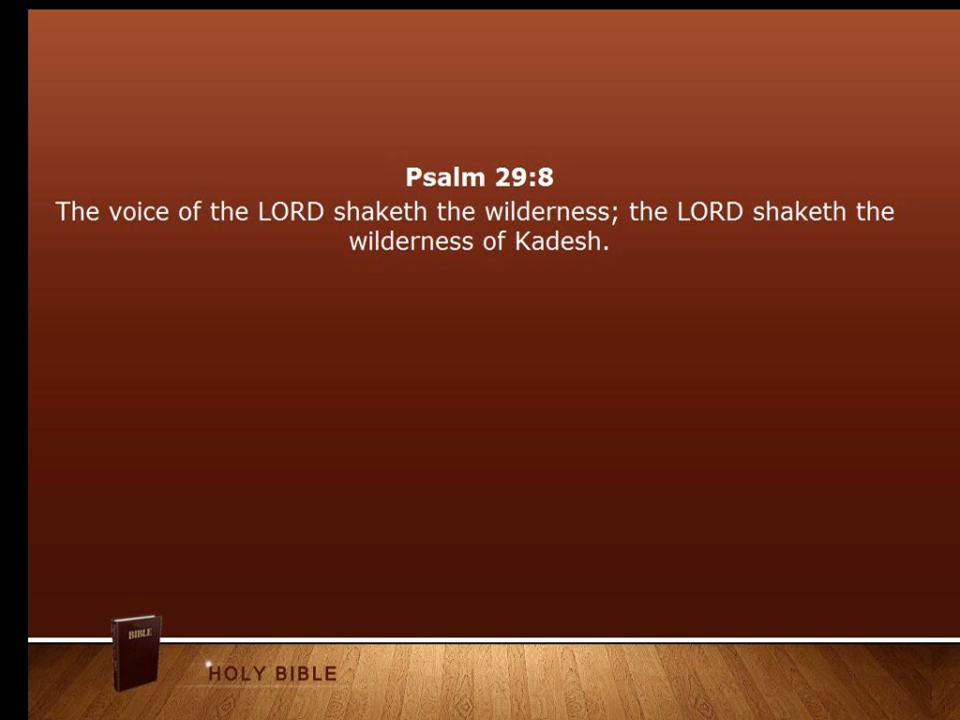 Psalm 29:8
The voice of the LORD shaketh the wilderness; the LORD shaketh the
wilderness of Kadesh.
BIBLE
HOLY BIBLE